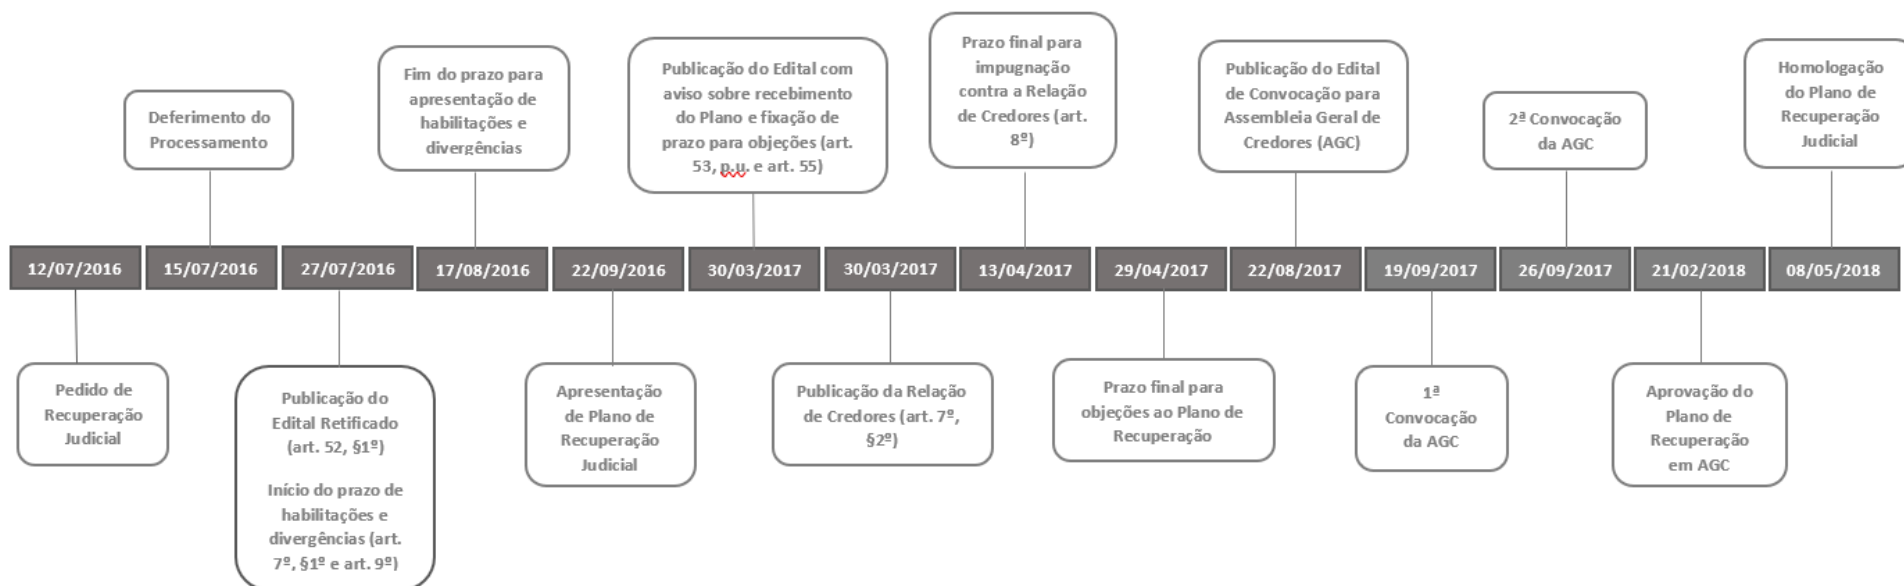 Deferimento do
Processamento
Fim do prazo para
apresentação de
habilitações e
divergências
Publicação do Edital com
aviso sobre recebimento
do Plano e fixação de
prazo para objeções (art.
53, p.u. e art. 55)
Prazo final para
impugnação
contra a Relação
de Credores (art.
8º)
Publicação do Edital
de Convocação para
Assembleia Geral de
Credores (AGC)
2ª Convocação
da AGC
Homologação
do Plano de
Recuperação
Judicial
12/07/2016
15/07/2016
27/07/2016
17/08/2016
22/09/2016
30/03/2017
30/03/2017
13/04/2017
29/04/2017
22/08/2017
19/09/2017
26/09/2017
21/02/2018
08/05/2018
Pedido de
Recuperação
Judicial
Publicação do
Edital Retificado
(art. 52, §1º)
Início do prazo de
habilitações e
divergências (art.
7º, §1º e art. 9º)
Apresentação
de Plano de
Recuperação
Judicial
Publicação da Relação
de Credores (art. 7º,
§2º)
Prazo final para
objeções ao Plano de
Recuperação
1ª
Convocação
da AGC
Aprovação do
Plano de
Recuperação
em AGC